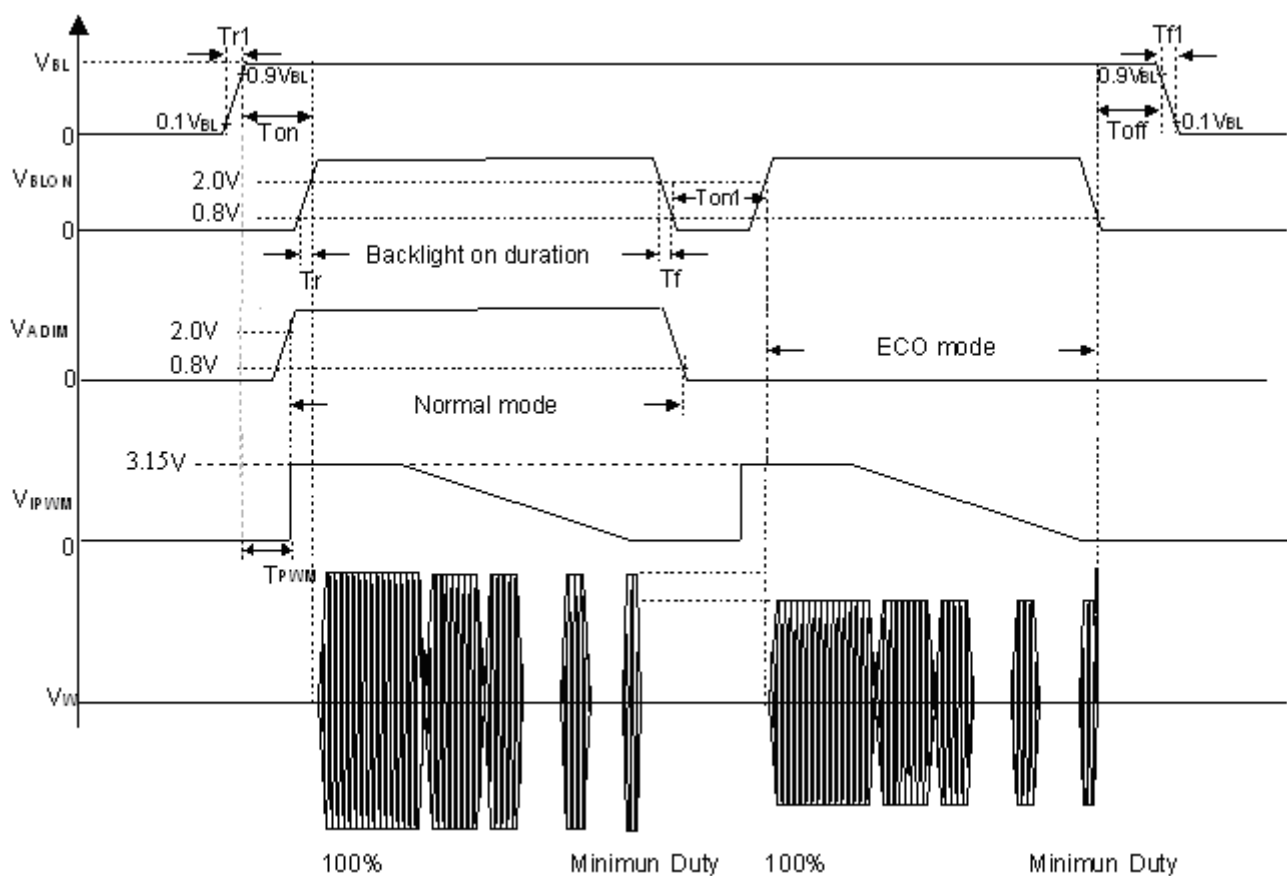 Tr1
Tf1
VBL
0.9VBL
0.9VBL
0.1VBL
Ton
Toff
0.1VBL
0
VBLON
2.0V
Ton1
0.8V
0
Backlight on duration
Tr
Tf
VADIM
2.0V
0.8V
ECO mode
0
Normal mode
3.15V
VIPWM
0
TPWM
VW
100%
Minimun Duty
100%
Minimun Duty